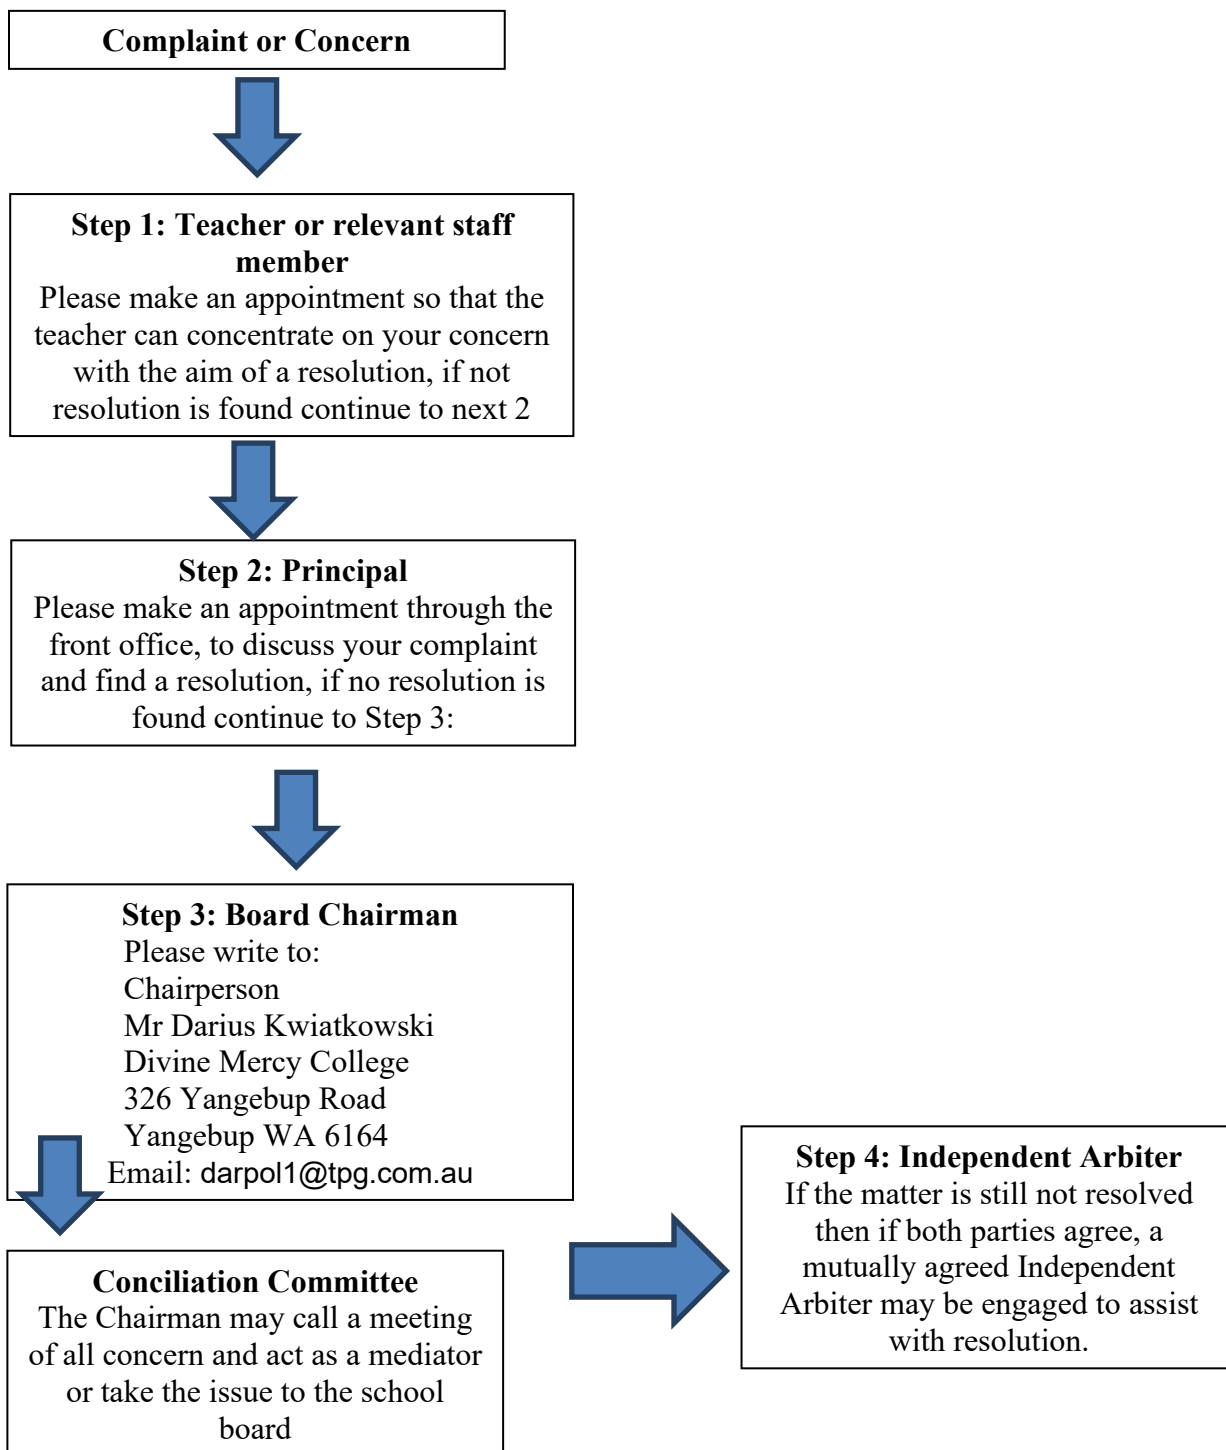 Complaint or Concern
Step 1: Teacher or relevant staff
member
Please make an appointment so that the
teacher can concentrate on your concern
with the aim of a resolution, if not
resolution is found continue to next 2
Step 2: Principal
Please make an appointment through the
front office, to discuss your complaint
and find a resolution, if no resolution is
found continue to Step 3:
Step 3: Board Chairman
Please write to:
Chairperson
Mr Darius Kwiatkowski
Divine Mercy College
326 Yangebup Road
Yangebup WA 6164
Email: darpol1@tpg.com.au
Conciliation Committee
The Chairman may call a meeting
of all concern and act as a mediator
or take the issue to the school
board
Step 4: Independent Arbiter
If the matter is still not resolved
then if both parties agree, a
mutually agreed Independent
Arbiter may be engaged to assist
with resolution.